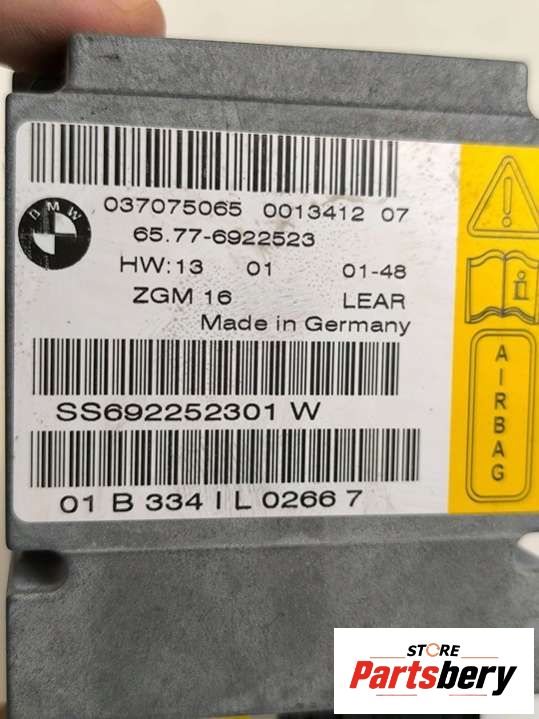 BMW
037075065 0013412 07
65.77-6922523
HW:13 01 01-48
ZGM 16 LEAR
Made in Germany
SS692252301 W
01 B 334 I L 0266 7
AIRBAG
STORE
Partsbery